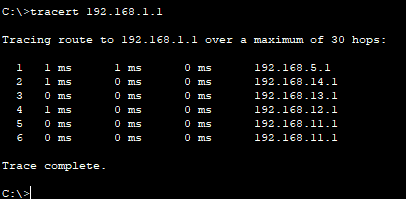 C:\>tracert 192.168.1.1
Tracing route to 192.168.1.1 over a maximum of 30 hops:
1 1 ms 1 ms 0 ms 192.168.5.1
2 1 ms 0 ms 0 ms 192.168.14.1
3 0 ms 0 ms 0 ms 192.168.13.1
4 1 ms 0 ms 0 ms 192.168.12.1
5 0 ms 0 ms 0 ms 192.168.11.1
6 0 ms 0 ms 0 ms 192.168.11.1
Trace complete.
C:\>